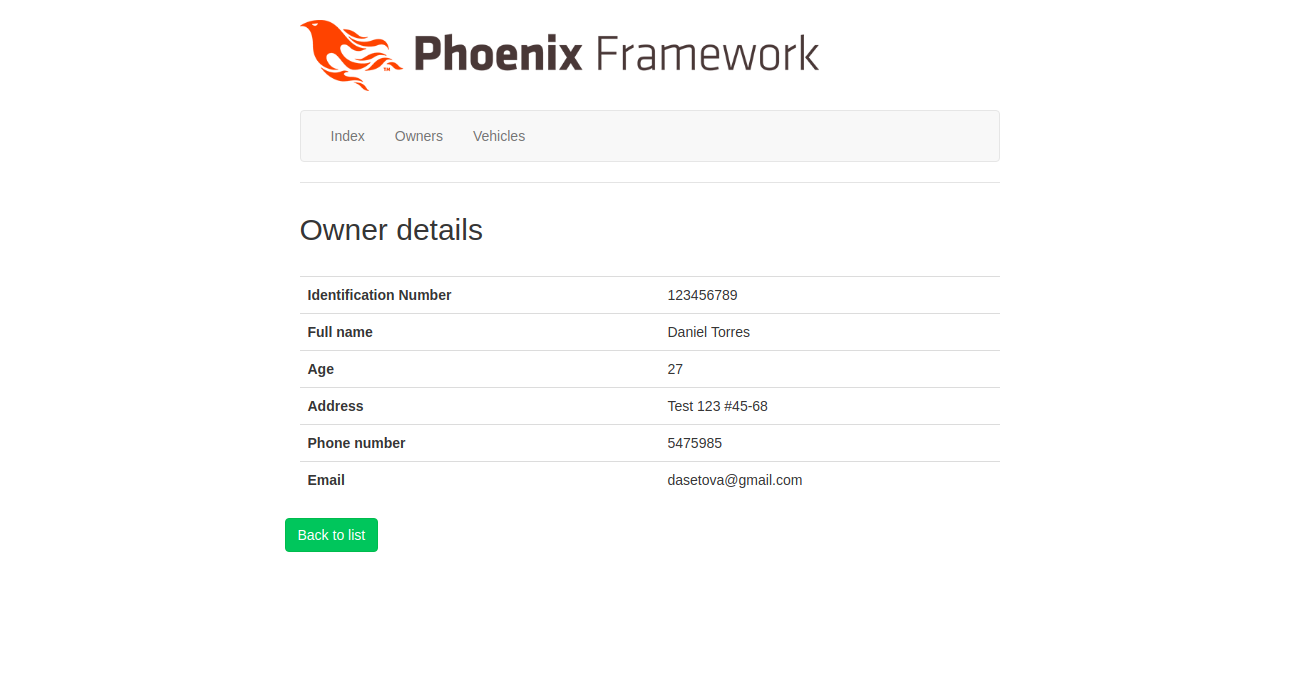 Phoenix Framework
Index Owners Vehicles
Owner details
Identification Number 123456789
Full name Daniel Torres
Age 27
Address Test 123 #45-68
Phone number 5475985
Email dasetova@gmail.com
Back to list